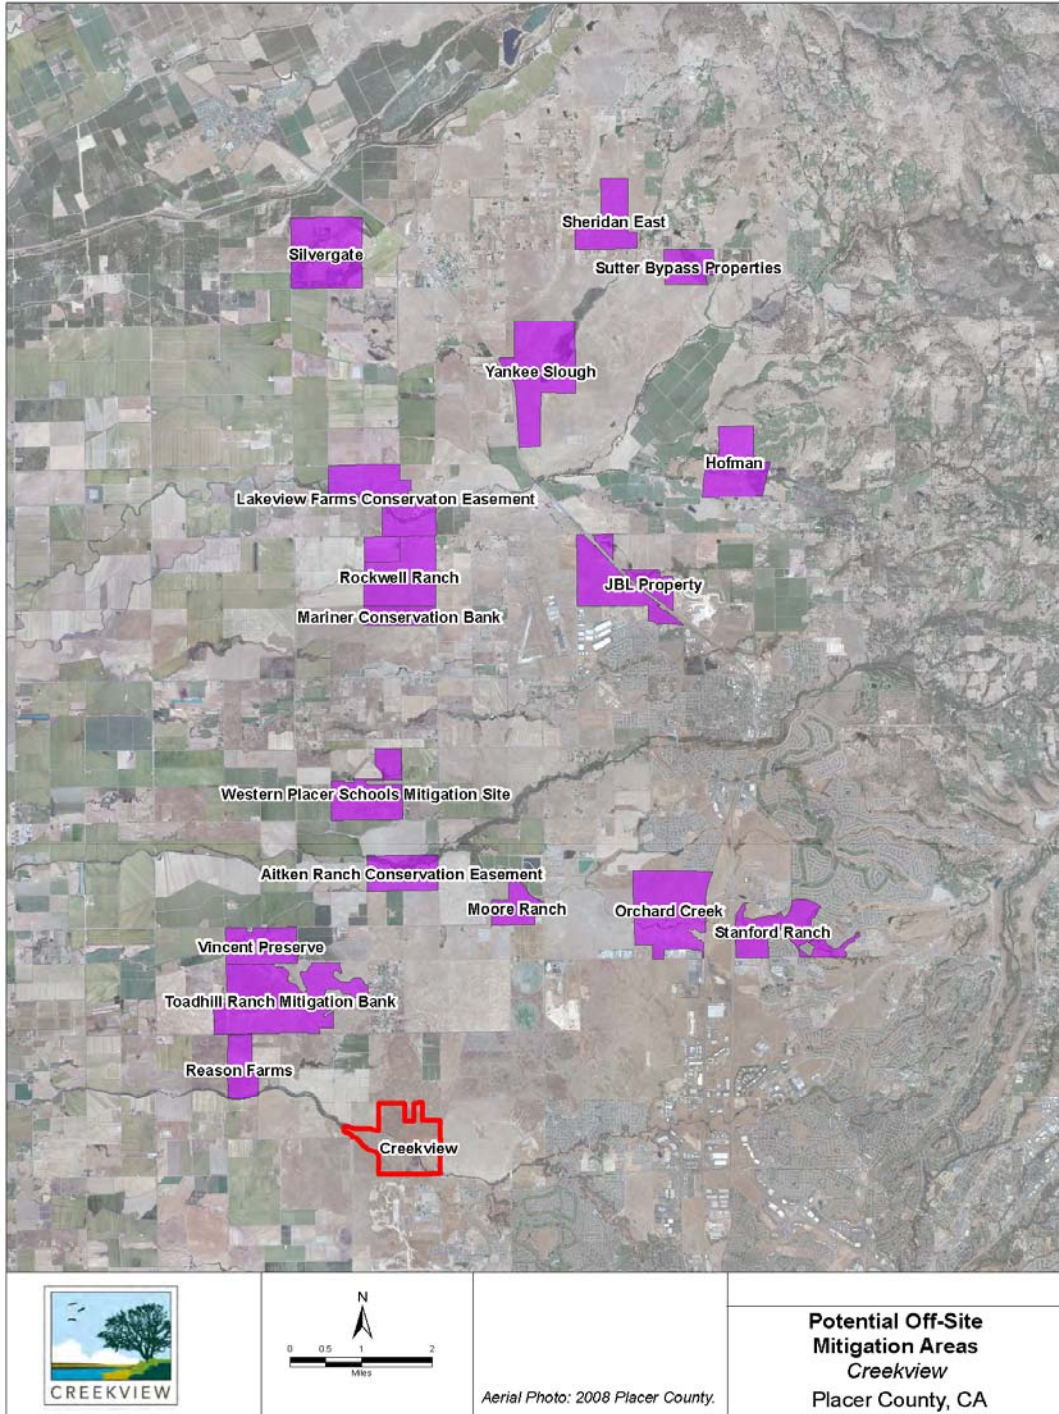 Sheridan East
Silvergate
Sutter Bypass Properties
Yankee Slough
Hofman
Lakeview Farms Conservaton Easement
Rockwell Ranch
JBL Property
Mariner Conservation Bank
Western Placer Schools Mitigation Site
Aitken Ranch Conservation Easement
Moore Ranch
Orchard Creek
Stanford Ranch
Vincent Preserve
Toadhill Ranch Mitigation Bank
Reason Farms
Creekview
CREEKVIEW
N
0 0.5 1 2
Miles
Aerial Photo: 2008 Placer County.
Potential Off-Site
Mitigation Areas
Creekview
Placer County, CA